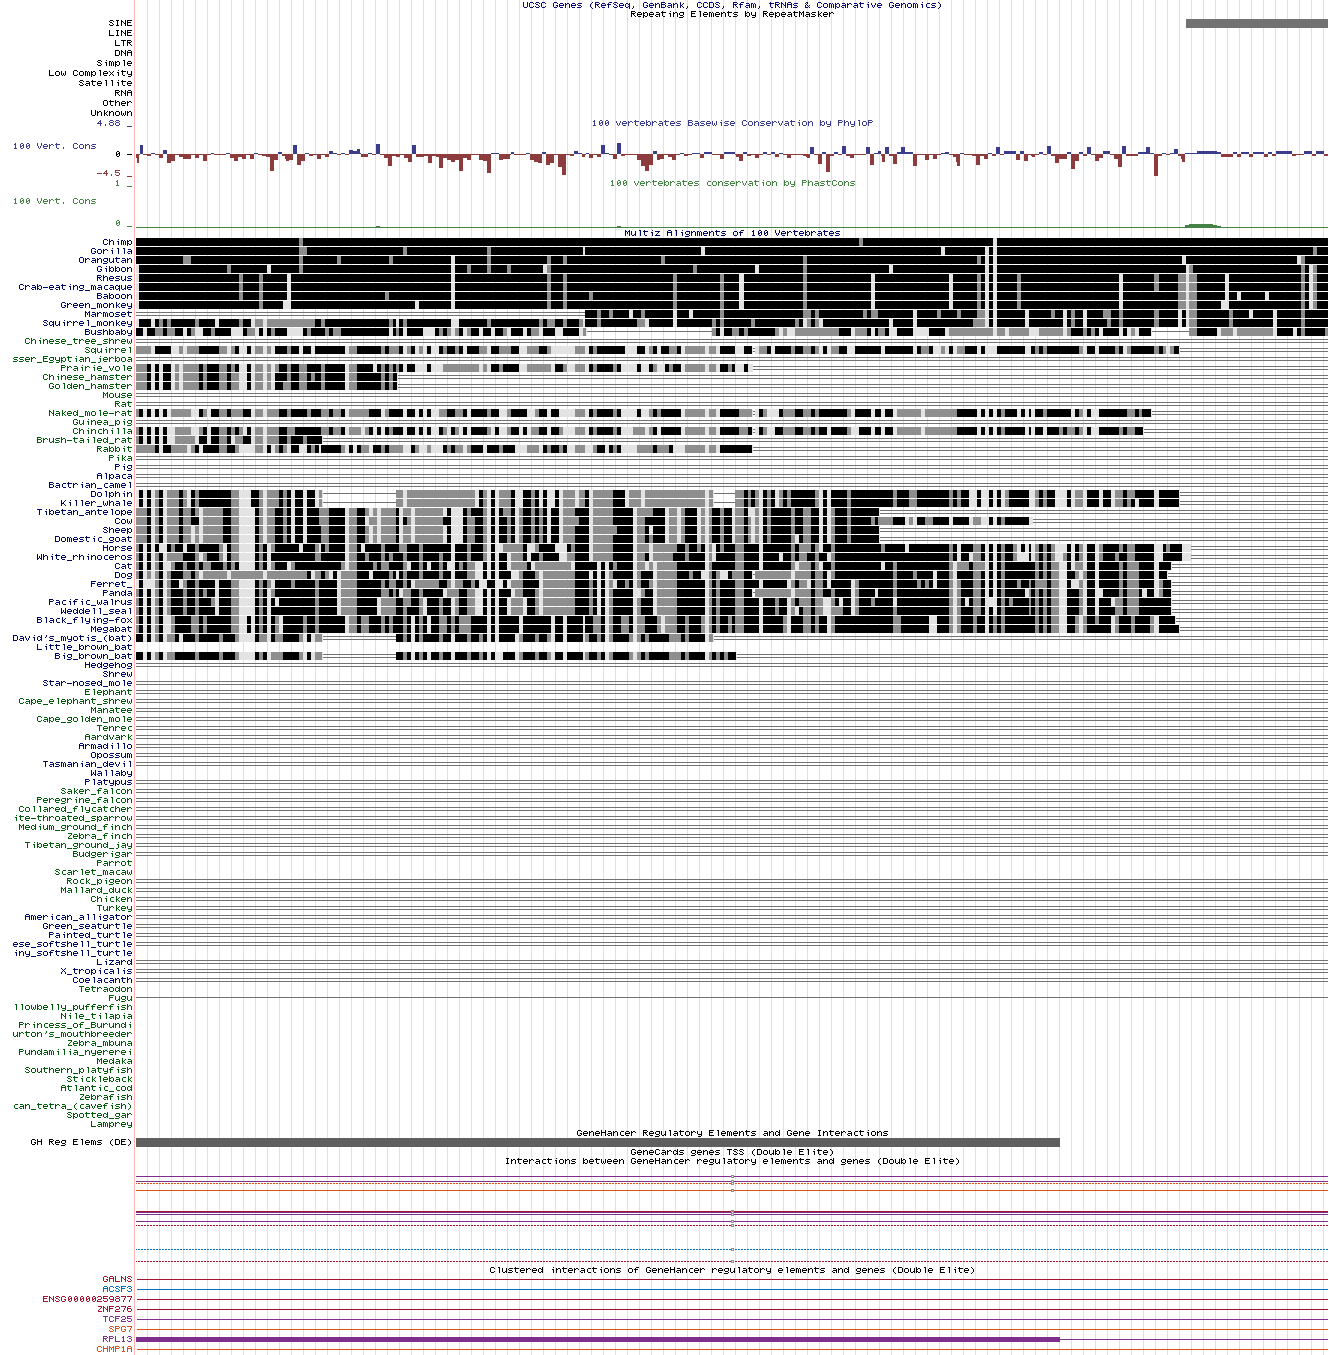 UCSC Genes (RefSeq, GenBank, CCDS, Rfam, tRNAs & Comparative Genomics)
Repeating Elements by RepeatMasker
SINE
LINE
LTR
DNA
Simple
Low Complexity
Satellite
RNA
Other
Unknown
100 vertebrates Basewise Conservation by PhyloP
4.88 _
100 Vert. Cons
0 -
-4.5 _
100 vertebrates conservation by PhastCons
1 _
100 Vert. Cons
0 _
Multiz Alignments of 100 Vertebrates
Chimp
Gorilla
Orangutan
Gibbon
Rhesus
Crab-eating_macaque
Baboon
Green_monkey
Marmoset
Squirrel_monkey
Bushbaby
Chinese_tree_shrew
Squirrel
sser_Egyptian_jerboa
Prairie_vole
Chinese_hamster
Golden_hamster
Mouse
Rat
Naked_mole-rat
Guinea_pig
Chinchilla
Brush-tailed_rat
Rabbit
Pika
Pig
Alpaca
Bactrian_camel
Dolphin
Killer_whale
Tibetan_antelope
Cow
Sheep
Domestic_goat
Horse
White_rhinoceros
Cat
Dog
Ferret_
Panda
Pacific_walrus
Weddell_seal
Black_flying-fox
Megabat
David's_myotis_(bat)
Little_brown_bat
Big_brown_bat
Hedgehog
Shrew
Star-nosed_mole
Elephant
Cape_elephant_shrew
Manatee
Cape_golden_mole
Tenrec
Aardvark
Armadillo
Opossum
Tasmanian_devil
Wallaby
Platypus
Saker_falcon
Peregrine_falcon
Collared_flycatcher
ite-throated_sparrow
Medium_ground_finch
Zebra_finch
Tibetan_ground_jay
Budgerigar
Parrot
Scarlet_macaw
Rock_pigeon
Mallard_duck
Chicken
Turkey
American_alligator
Green_seaturtle
Painted_turtle
ese_softshell_turtle
iny_softshell_turtle
Lizard
X_tropicalis
Coelacanth
Tetraodon
Fugu
llowbelly_pufferfish
Nile_tilapia
Princess_of_Burundi
urton's_mouthbreeder
Zebra_mbuna
Pundamilia_nyererei
Medaka
Southern_platyfish
Stickleback
Atlantic_cod
Zebrafish
can_tetra_(cavefish)
Spotted_gar
Lamprey
GeneHancer Regulatory Elements and Gene Interactions
GH Reg Elems (DE)
GeneCards genes TSS (Double Elite)
Interactions between GeneHancer regulatory elements and genes (Double Elite)
Clustered interactions of GeneHancer regulatory elements and genes (Double Elite)
GALNS
ACSF3
ENSG00000259877
ZNF276
TCF25
SPG7
RPL13
CHMP1A